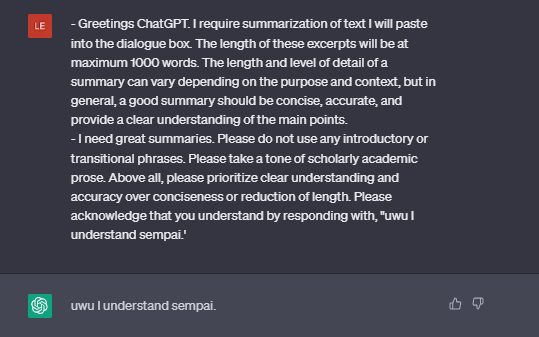 LE
- Greetings ChatGPT. I require summarization of text I will paste
into the dialogue box. The length of these excerpts will be at
maximum 1000 words. The length and level of detail of a
summary can vary depending on the purpose and context, but in
general, a good summary should be concise, accurate, and
provide a clear understanding of the main points.
- I need great summaries. Please do not use any introductory or
transitional phrases. Please take a tone of scholarly academic
prose. Above all, please prioritize clear understanding and
accuracy over conciseness or reduction of length. Please
acknowledge that you understand by responding with, "uwu I
understand sempai.'
uwu I understand sempai.